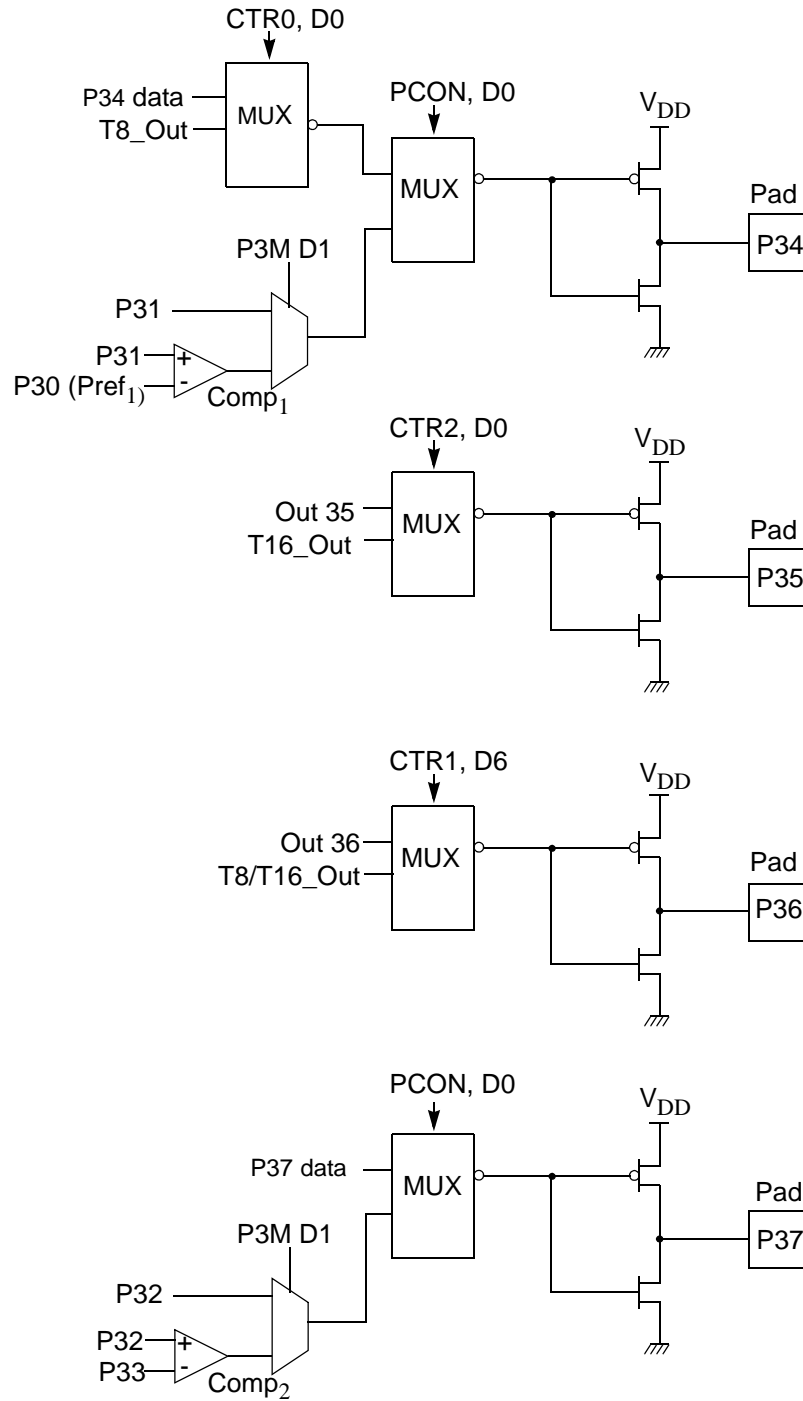 CTR0, D0
P34 data
T8_Out
MUX
PCON, D0
MUX
VDD
Pad
P34
P3M D1
P31
P31
+
P30 (Pref1)
-
Comp1
CTR2, D0
Out 35
T16_Out
MUX
VDD
Pad
P35
CTR1, D6
Out 36
T8/T16_Out
MUX
VDD
Pad
P36
PCON, D0
P37 data
MUX
VDD
Pad
P37
P3M D1
P32
P32
+
P33
-
Comp2